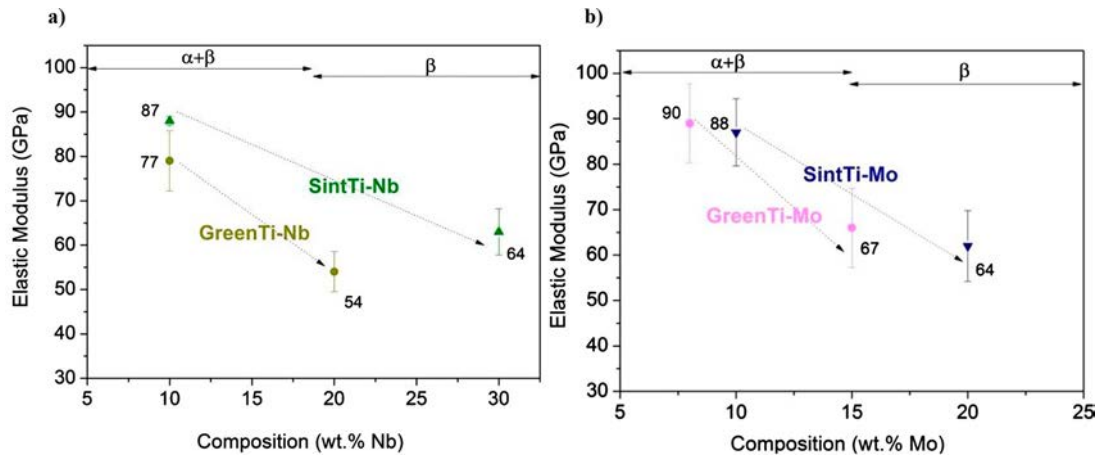 a)
α+β
β
100
90
80
70
60
50
40
30
87
77
SintTi-Nb
GreenTi-Nb
64
54
5
10
15
20
25
30
Elastic Modulus (GPa)
Composition (wt.% Nb)
b)
α+β
β
100
90
80
70
60
50
40
30
90
88
SintTi-Mo
GreenTi-Mo
67
64
5
10
15
20
25
Elastic Modulus (GPa)
Composition (wt.% Mo)